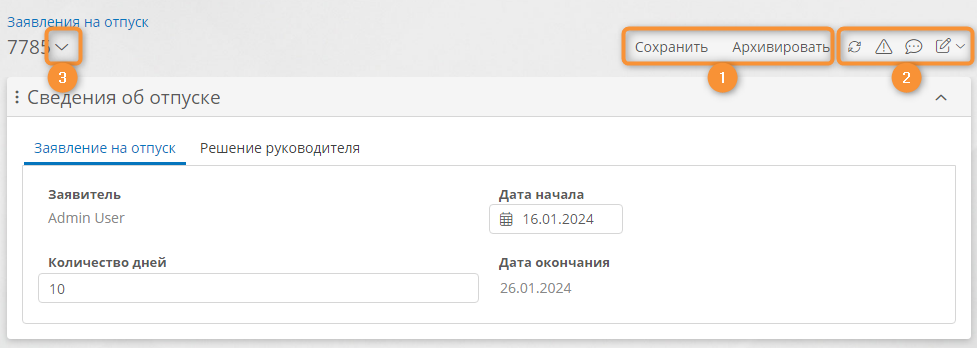 Заявления на отпуск
7785
Сохранить Архивировать
3
1
2
Сведения об отпуске
Заявление на отпуск Решение руководителя
Заявитель
Admin User
Дата начала
16.01.2024
Количество дней
10
Дата окончания
26.01.2024